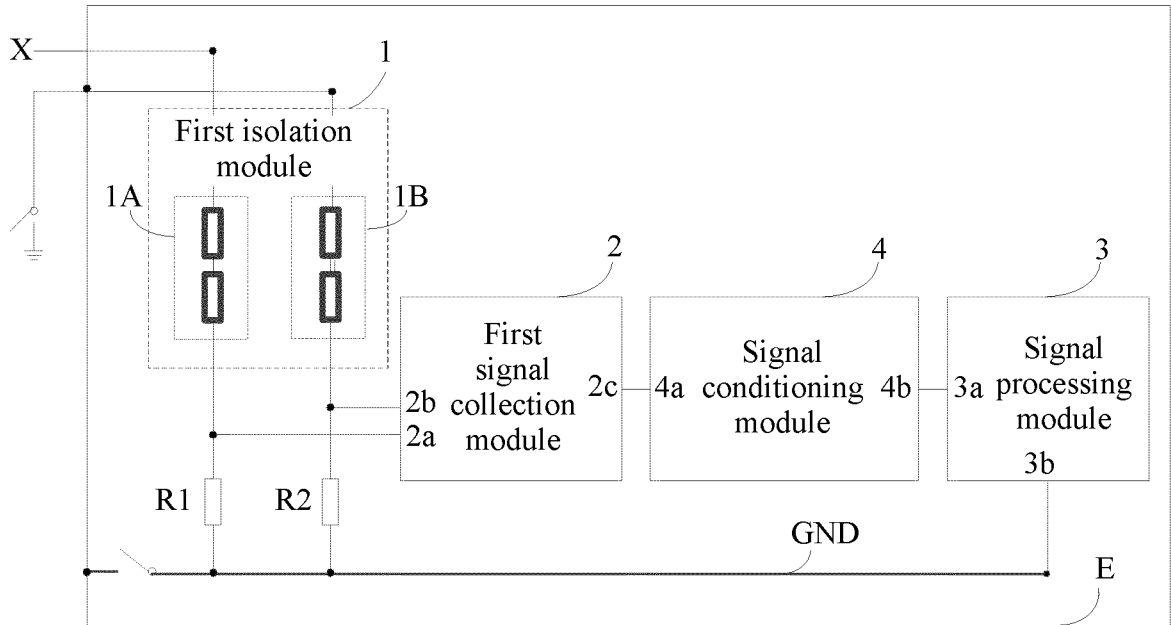 X
1
First isolation
module
1A
1B
2
4
3
First
signal
collection
module
2b
2a
2c
4a
Signal
conditioning
module
4b
3a
Signal
processing
module
3b
R1
R2
GND
E